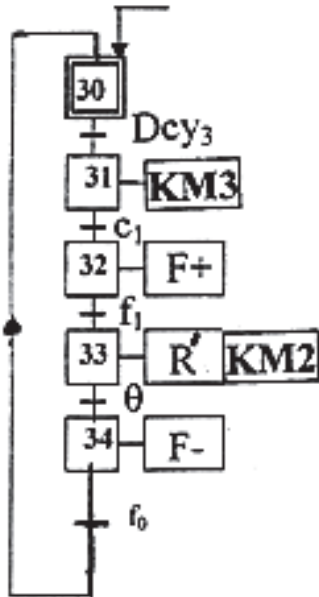 30
Dcy₃
31 KM3
c₁
32 F+
f₁
33 R' KM2
θ
34 F-
f₀